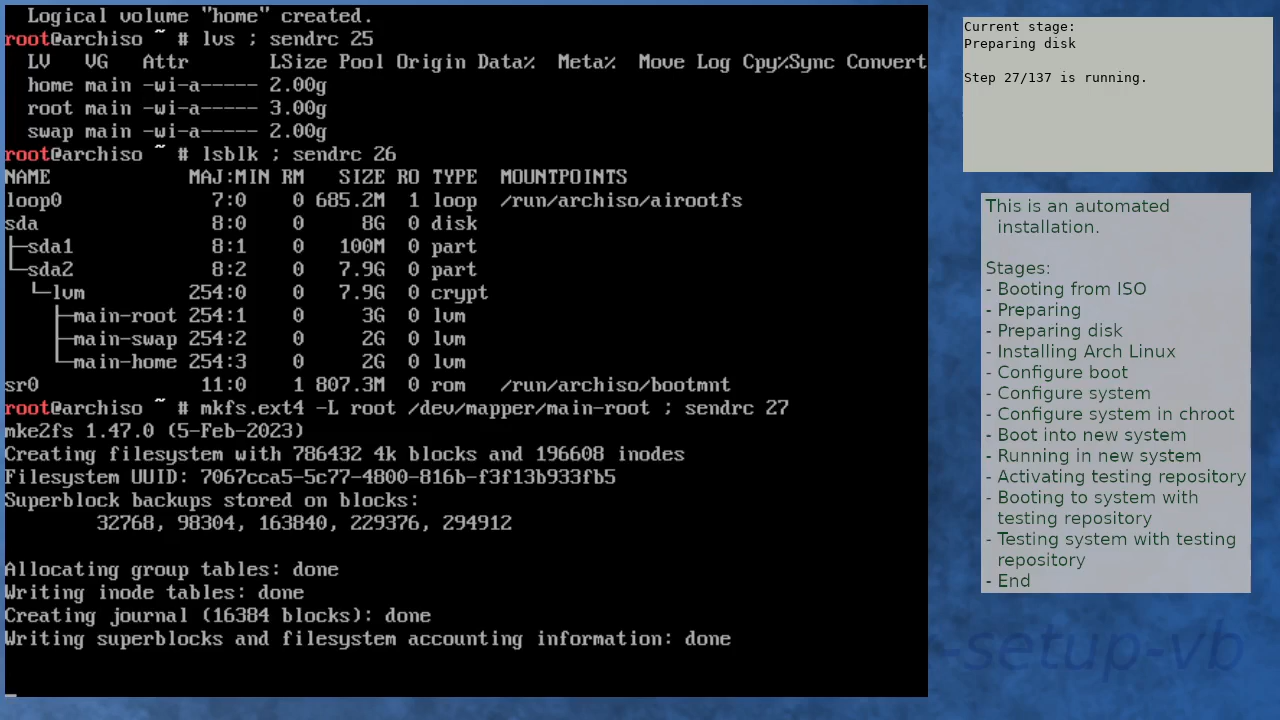 Logical volume "home" created.
root@archiso ~ # lvs ; sendrc 25
  LV   VG   Attr       LSize Pool Origin Data%  Meta%  Move Log Cpy%Sync Convert
  home main -wi-a----- 2.00g
  root main -wi-a----- 3.00g
  swap main -wi-a----- 2.00g
root@archiso ~ # lsblk ; sendrc 26
NAME            MAJ:MIN RM   SIZE RO TYPE  MOUNTPOINTS
loop0             7:0    0 685.2M  1 loop  /run/archiso/airootfs
sda               8:0    0     8G  0 disk
├─sda1            8:1    0   100M  0 part
└─sda2            8:2    0   7.9G  0 part
  └─lvm         254:0    0   7.9G  0 crypt
    ├─main-root 254:1    0     3G  0 lvm
    ├─main-swap 254:2    0     2G  0 lvm
    └─main-home 254:3    0     2G  0 lvm
sr0              11:0    1 807.3M  0 rom   /run/archiso/bootmnt
root@archiso ~ # mkfs.ext4 -L root /dev/mapper/main-root ; sendrc 27
mke2fs 1.47.0 (5-Feb-2023)
Creating filesystem with 786432 4k blocks and 196608 inodes
Filesystem UUID: 7067cca5-5c77-4800-816b-f3f13b933fb5
Superblock backups stored on blocks:
        32768, 98304, 163840, 229376, 294912

Allocating group tables: done
Writing inode tables: done
Creating journal (16384 blocks): done
Writing superblocks and filesystem accounting information: done

Current stage:
Preparing disk

Step 27/137 is running.

This is an automated
installation.

Stages:
- Booting from ISO
- Preparing
- Preparing disk
- Installing Arch Linux
- Configure boot
- Configure system
- Configure system in chroot
- Boot into new system
- Running in new system
- Activating testing repository
- Booting to system with
testing repository
- Testing system with testing
repository
- End
-setup-vb